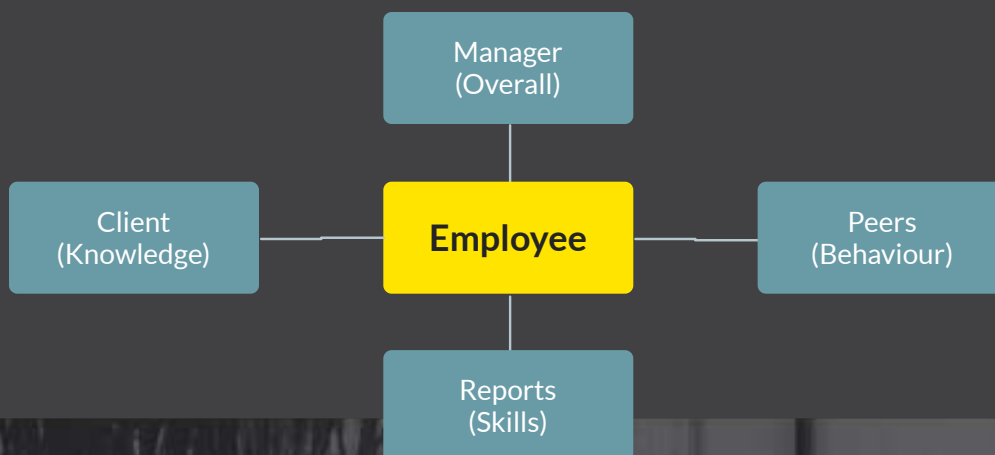 Manager
(Overall)
Client
(Knowledge)
Employee
Peers
(Behaviour)
Reports
(Skills)